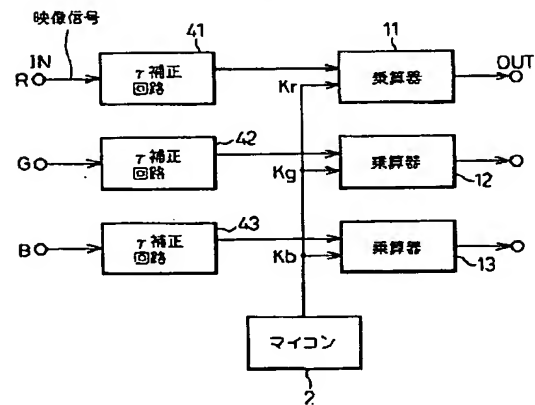 映像信号
IN
R
41
γ補正
回路
Kr
11
乗算器
OUT
G
42
γ補正
回路
Kg
乗算器
12
B
43
γ補正
回路
Kb
乗算器
13
マイコン
2